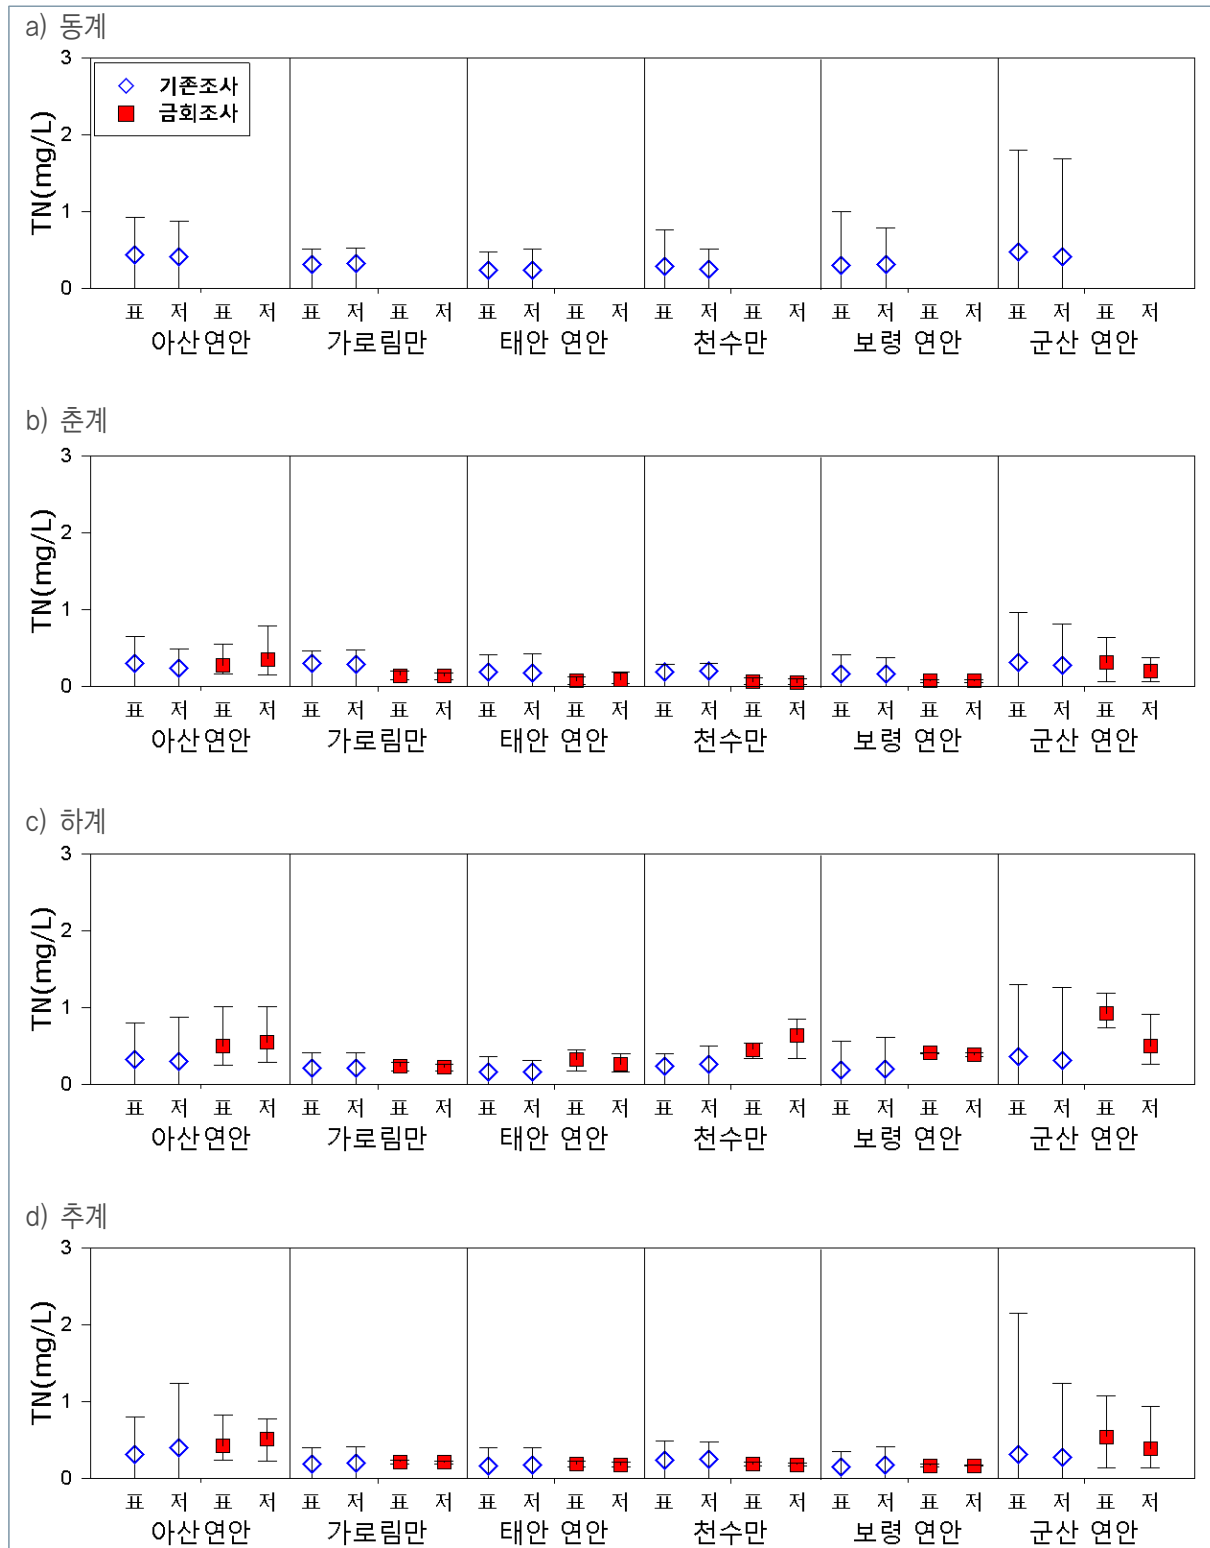 a) 동계
3
기존조사
금회조사
2
TN(mg/L)
1
0
표 저 표 저 표 저 표 저 표 저 표 저 표 저 표 저 표 저 표 저 표 저 표 저
아산 연안 가로림만 태안 연안 천수만 보령 연안 군산 연안
b) 춘계
3
2
TN(mg/L)
1
0
표 저 표 저 표 저 표 저 표 저 표 저 표 저 표 저 표 저 표 저 표 저 표 저
아산 연안 가로림만 태안 연안 천수만 보령 연안 군산 연안
c) 하계
3
2
TN(mg/L)
1
0
표 저 표 저 표 저 표 저 표 저 표 저 표 저 표 저 표 저 표 저 표 저 표 저
아산 연안 가로림만 태안 연안 천수만 보령 연안 군산 연안
d) 추계
3
2
TN(mg/L)
1
0
표 저 표 저 표 저 표 저 표 저 표 저 표 저 표 저 표 저 표 저 표 저 표 저
아산 연안 가로림만 태안 연안 천수만 보령 연안 군산 연안